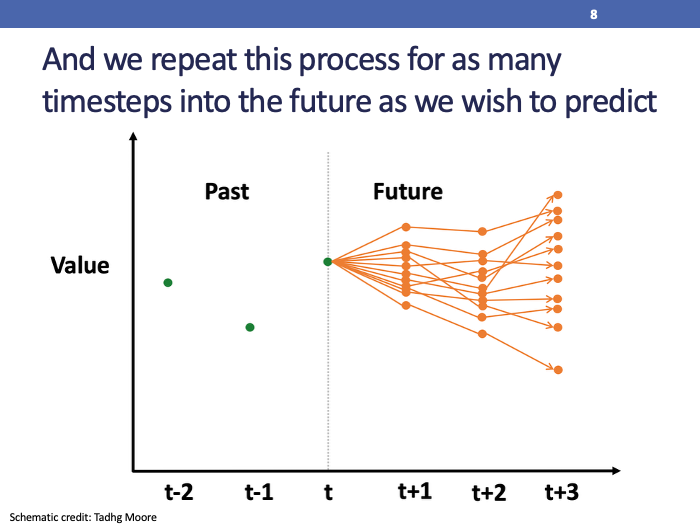 8
And we repeat this process for as many
timesteps into the future as we wish to predict
Past
Future
Value
t-2
t-1
t
t+1
t+2
t+3
Schematic credit: Tadhg Moore